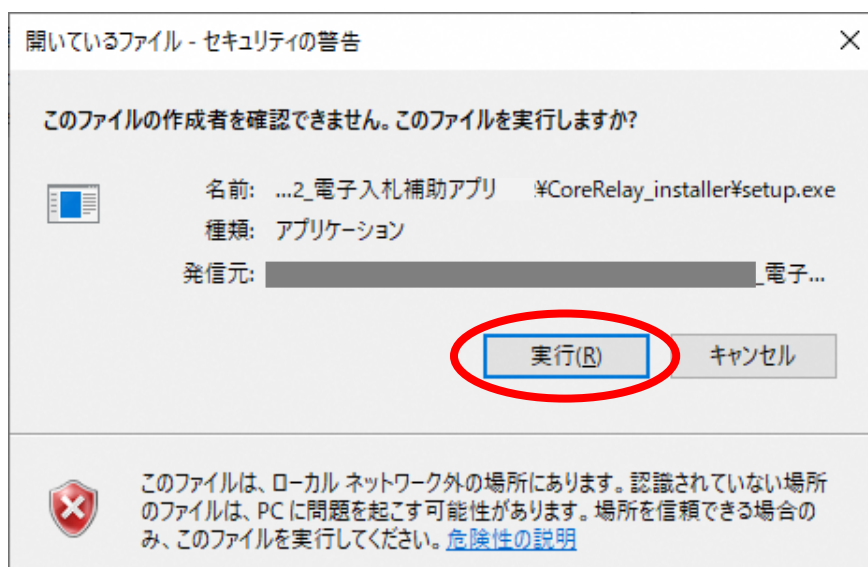 開いているファイル - セキュリティの警告
このファイルの作成者を確認できません。このファイルを実行しますか?
名前: ...2_電子入札補助アプリ ¥CoreRelay_installer¥setup.exe
種類: アプリケーション
発信元: _電子...
実行(R) キャンセル
このファイルは、ローカル ネットワーク外の場所にあります。認識されていない場所
のファイルは、PC に問題を起こす可能性があります。場所を信頼できる場合の
み、このファイルを実行してください。危険性の説明